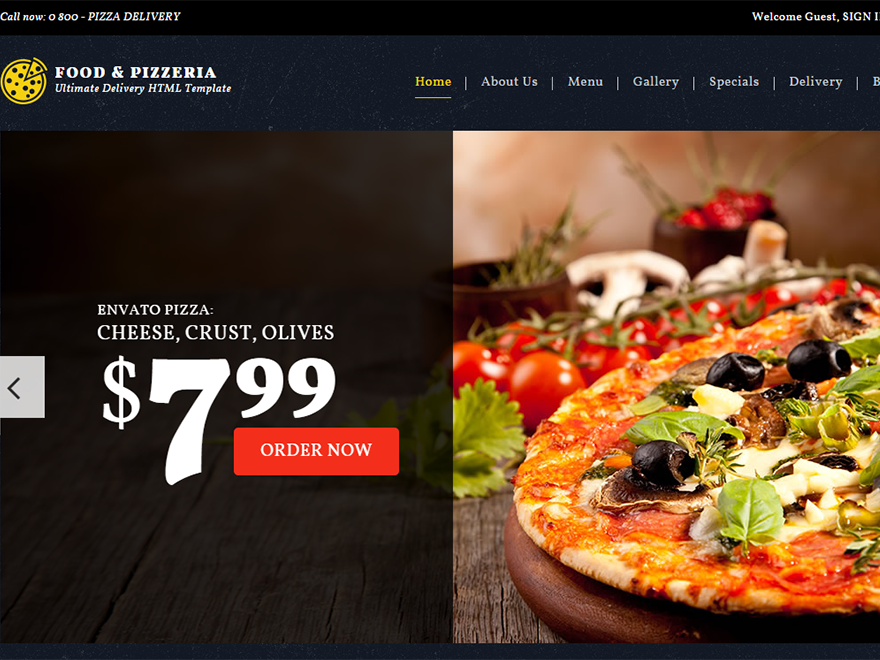 Call now: 0 800 - PIZZA DELIVERY
Welcome Guest, SIGN I
FOOD & PIZZERIA
Ultimate Delivery HTML Template
Home | About Us | Menu | Gallery | Specials | Delivery | B
ENVATO PIZZA:
CHEESE, CRUST, OLIVES
$799
ORDER NOW